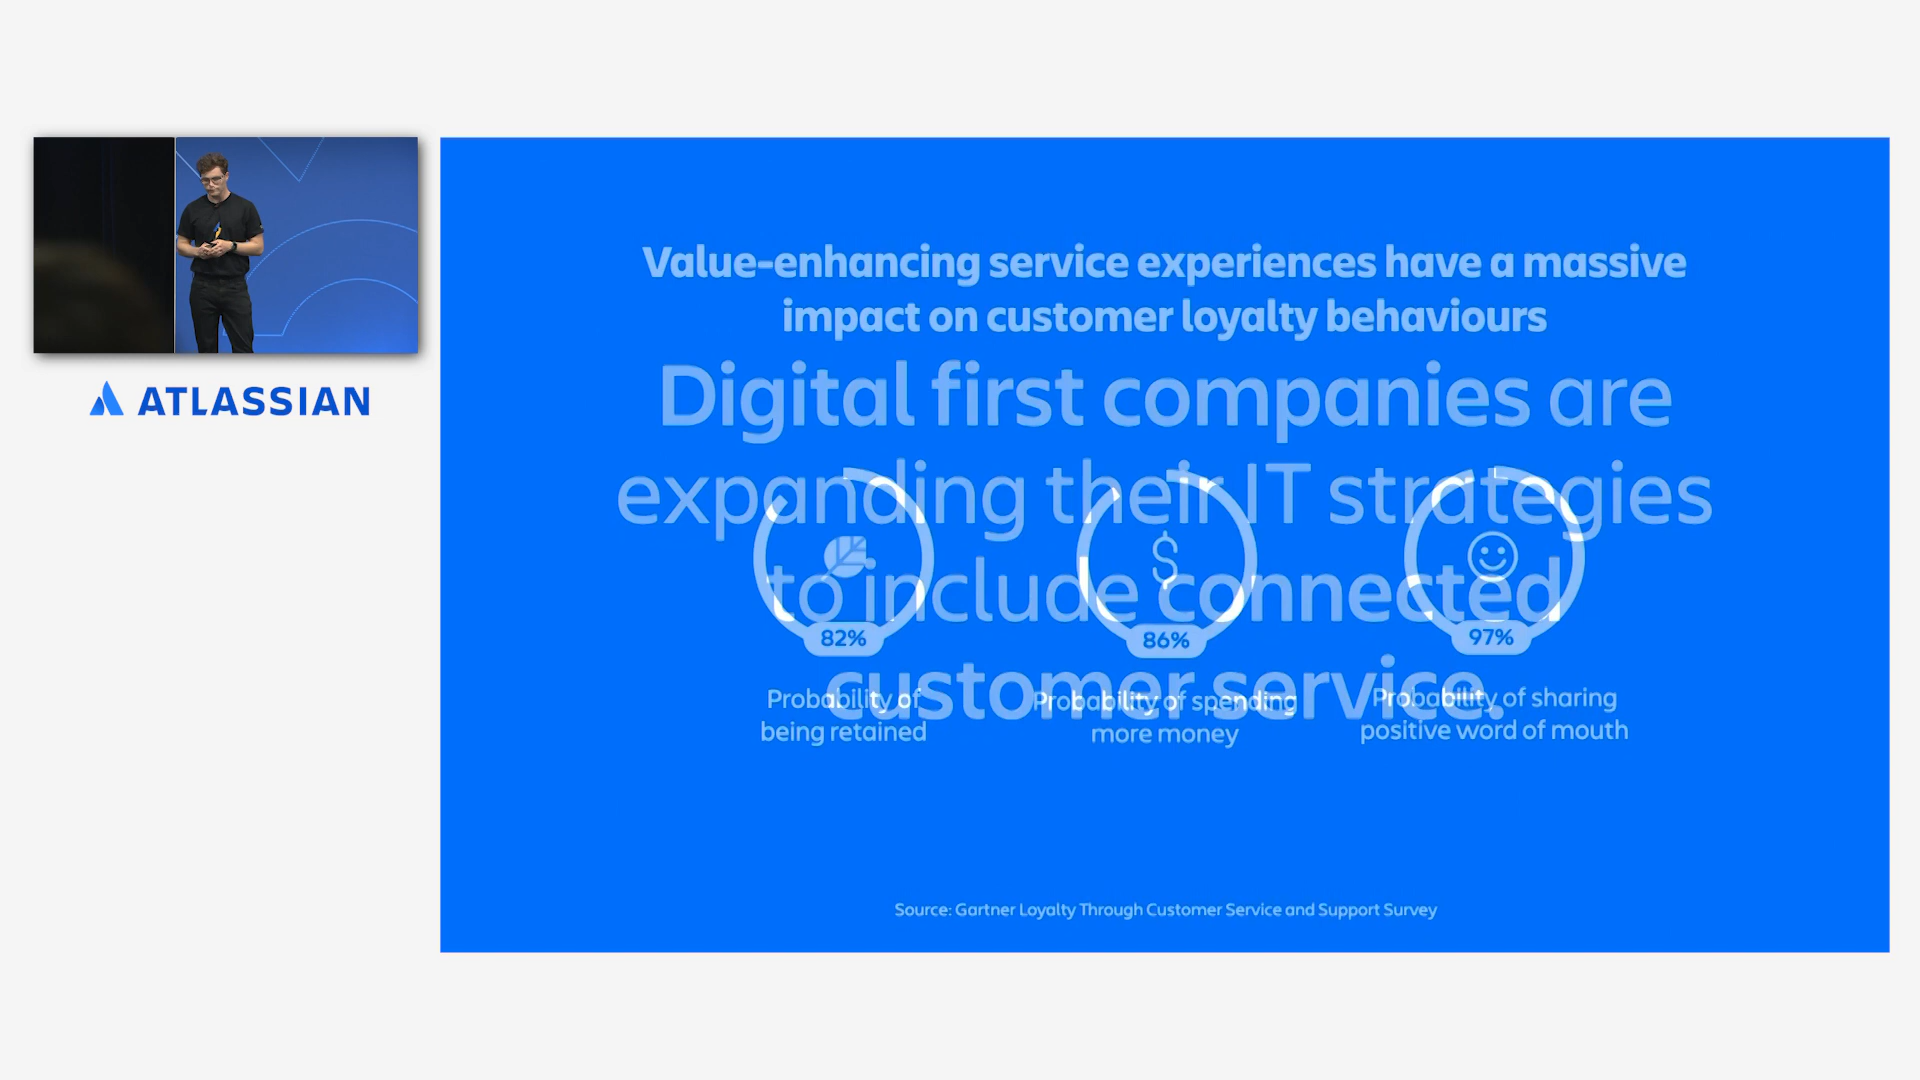 ATLASSIAN
Value-enhancing service experiences have a massive
impact on customer loyalty behaviours
Digital first companies are
expanding their IT strategies
to include connected
customer service.
82%
Probability of
being retained
86%
Probability of spending
more money
97%
Probability of sharing
positive word of mouth
Source: Gartner Loyalty Through Customer Service and Support Survey